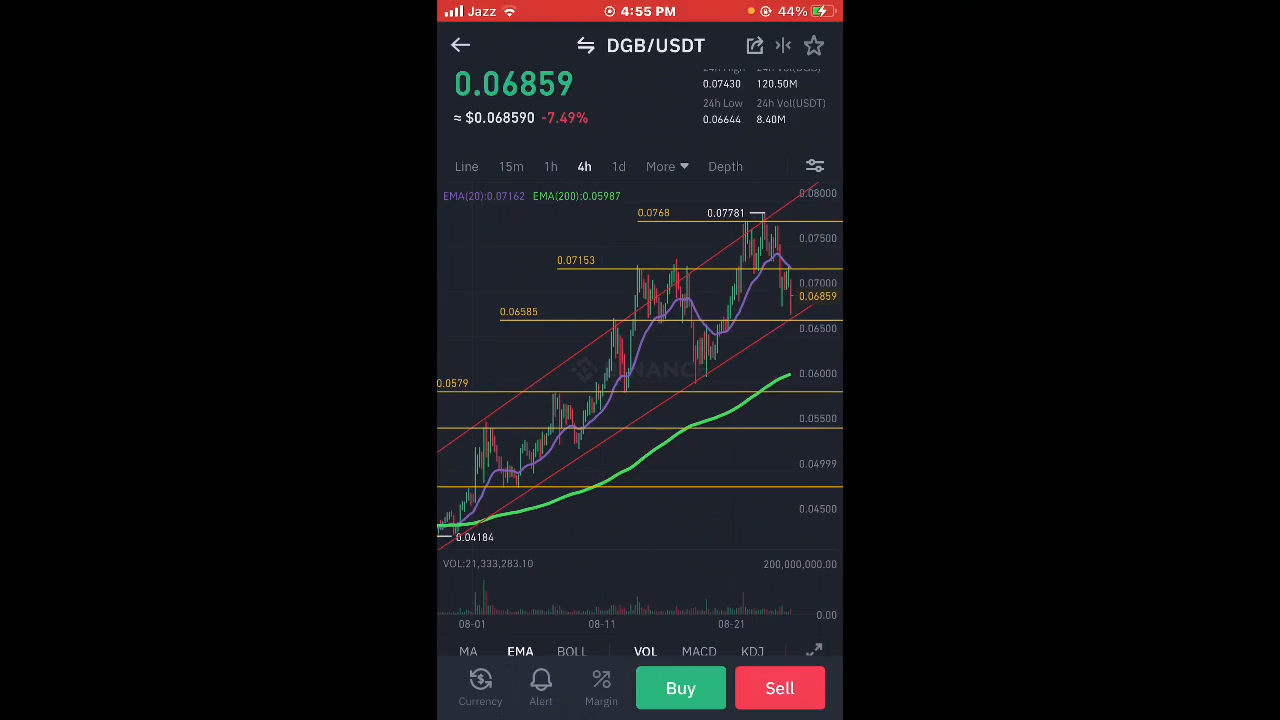 Jazz 4:55 PM 44%
DGB/USDT
0.06859
≈ $0.068590 -7.49%
24h High 24h Vol(DGB)
0.07430 120.50M
24h Low 24h Vol(USDT)
0.06644 8.40M
Line 15m 1h 4h 1d More Depth
EMA(20):0.07162 EMA(200):0.05987
0.08000
0.0768 0.07781
0.07500
0.07153
0.07000
0.06859
0.06585
0.06500
0.06000
0.0579
0.05500
0.04999
0.04500
0.04184
VOL:21,333,283.10 200,000,000.00
0.00
08-01 08-11 08-21
MA EMA BOLL VOL MACD KDJ
Currency Alert Margin Buy Sell